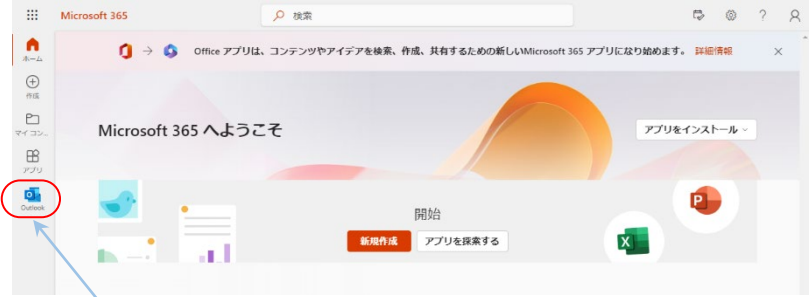 Microsoft 365
検索
?
ホーム
Office アプリは、コンテンツやアイデアを検索、作成、共有するための新しいMicrosoft 365 アプリになり始めます。 詳細情報
作成
マイ コン...
アプリ
Outlook
Microsoft 365 へようこそ
アプリをインストール
開始
新規作成
アプリを探索する